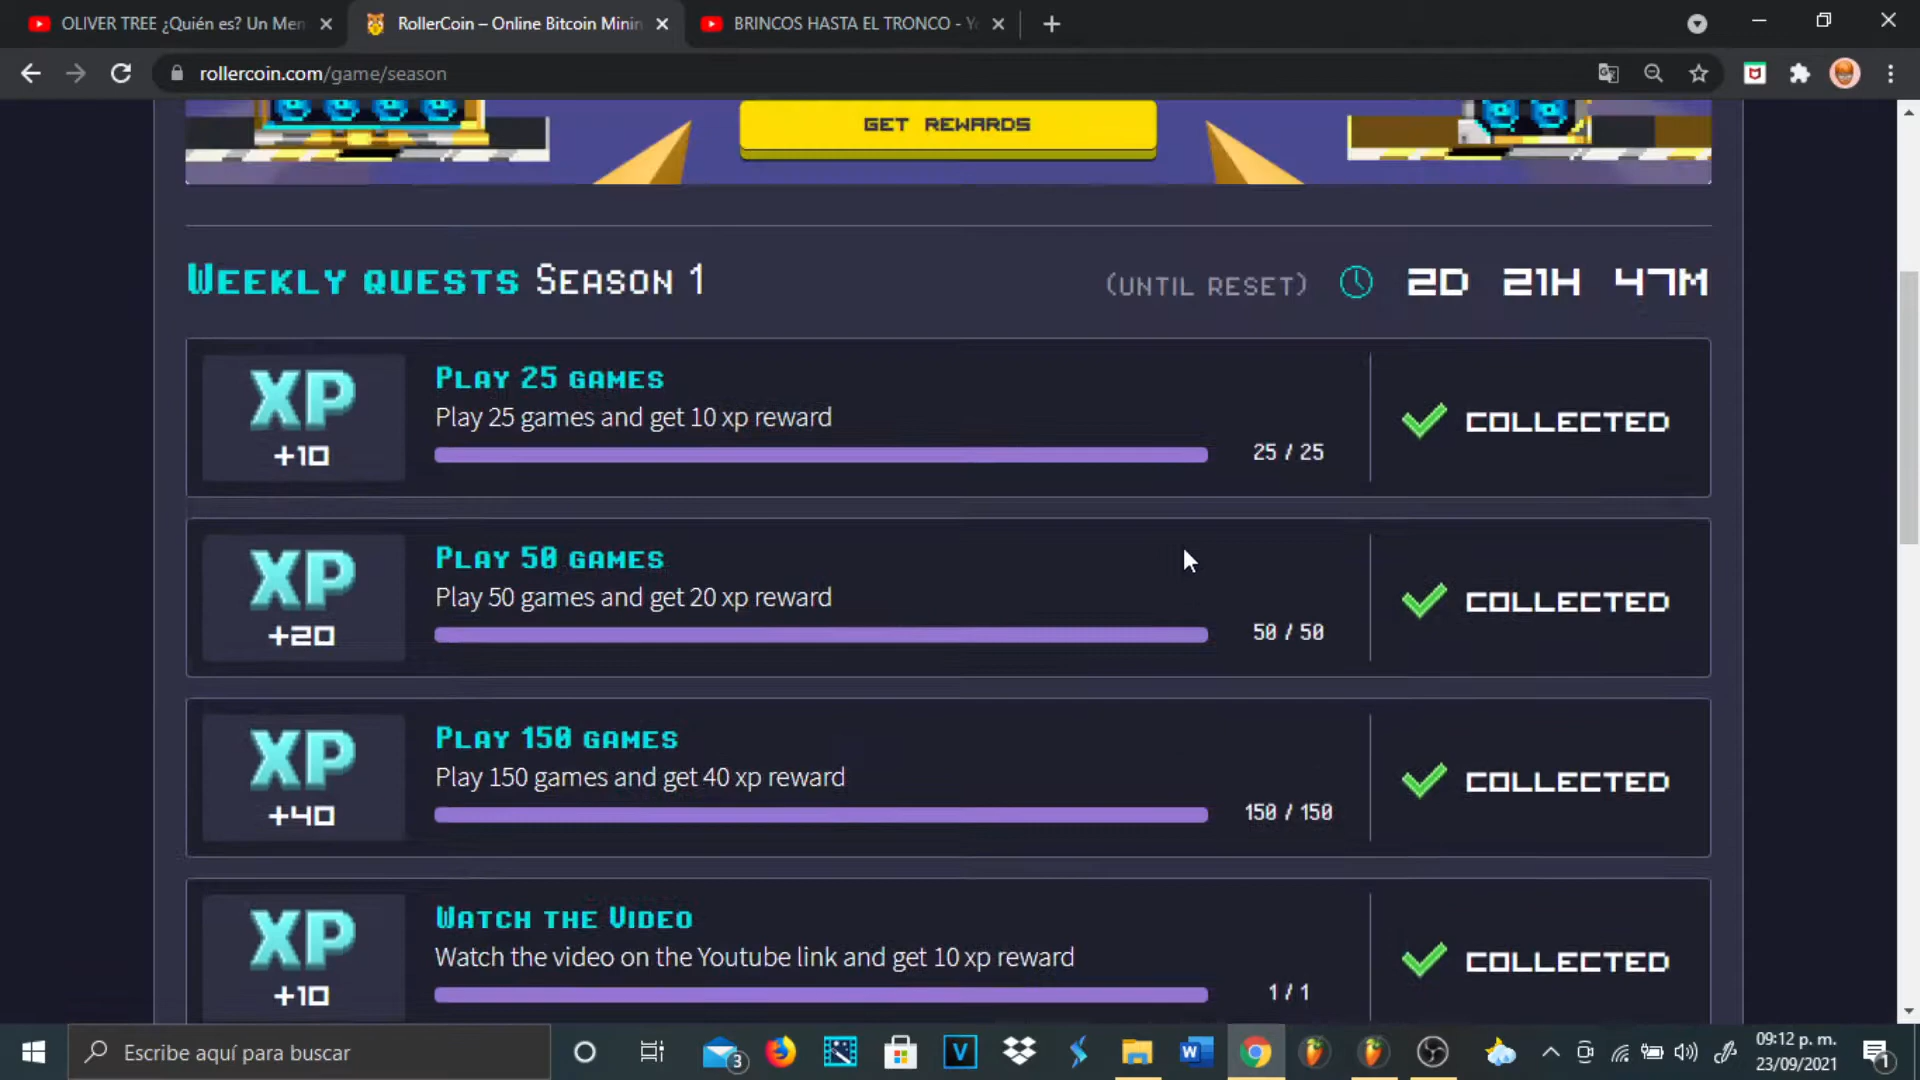 OLIVER TREE ¿Quién es? Un Men
RollerCoin – Online Bitcoin Minin
BRINCOS HASTA EL TRONCO - Yo
rollercoin.com/game/season
GET REWARDS
WEEKLY QUESTS SEASON 1
(UNTIL RESET) 2D 21H 47M
XP
+10
PLAY 25 GAMES
Play 25 games and get 10 xp reward
25 / 25
COLLECTED
XP
+20
PLAY 50 GAMES
Play 50 games and get 20 xp reward
50 / 50
COLLECTED
XP
+40
PLAY 150 GAMES
Play 150 games and get 40 xp reward
150 / 150
COLLECTED
XP
+10
WATCH THE VIDEO
Watch the video on the Youtube link and get 10 xp reward
1 / 1
COLLECTED
Escribe aquí para buscar
3
V
W
09:12 p. m.
23/09/2021
1